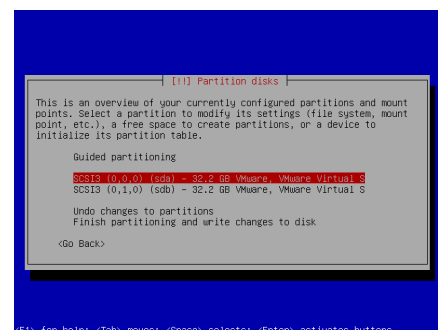 [!!] Partition disks
This is an overview of your currently configured partitions and mount
points. Select a partition to modify its settings (file system, mount
point, etc.), a free space to create partitions, or a device to
initialize its partition table.
Guided partitioning
SCSI3 (0,0,0) (sda) - 32.2 GB VMware, VMware Virtual S
SCSI3 (0,1,0) (sdb) - 32.2 GB VMware, VMware Virtual S
Undo changes to partitions
Finish partitioning and write changes to disk
<Go Back>
<F1> for help; <Tab> moves; <Space> selects; <Enter> activates buttons